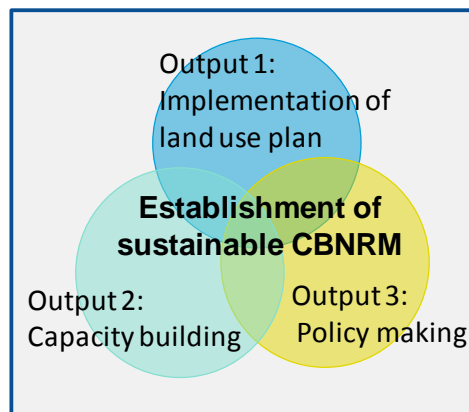 Output 1:
Implementation of
land use plan
Establishment of
sustainable CBNRM
Output 2:
Capacity building
Output 3:
Policy making